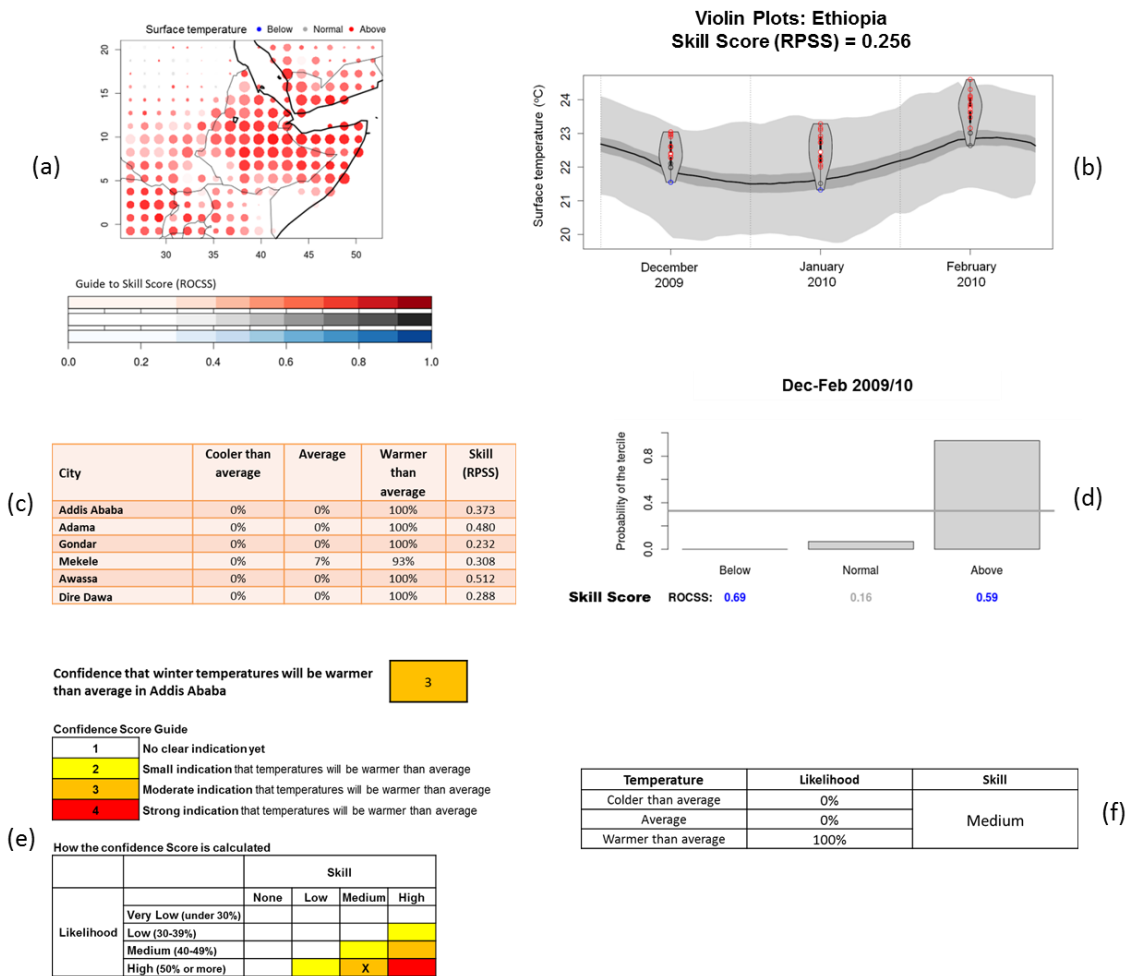 Surface temperature Below Normal Above
20
15
10
5
0
30 35 40 45 50
(a)
Guide to Skill Score (ROCSS)
0.0 0.2 0.4 0.6 0.8 1.0
Violin Plots: Ethiopia
Skill Score (RPSS) = 0.256
Surface temperature (ºC)
24
23
22
21
20
December January February
2009 2010 2010
(b)
City Cooler than average Average Warmer than average Skill (RPSS)
Addis Ababa 0% 0% 100% 0.373
Adama 0% 0% 100% 0.480
Gondar 0% 0% 100% 0.232
Mekele 0% 7% 93% 0.308
Awassa 0% 0% 100% 0.512
Dire Dawa 0% 0% 100% 0.288
(c)
Dec-Feb 2009/10
Probability of the tercile
0.8
0.4
0.0
Below Normal Above
Skill Score ROCSS: 0.69 0.16 0.59
(d)
Confidence that winter temperatures will be warmer
than average in Addis Ababa
3
Confidence Score Guide
1 No clear indication yet
2 Small indication that temperatures will be warmer than average
3 Moderate indication that temperatures will be warmer than average
4 Strong indication that temperatures will be warmer than average
(e)
How the confidence Score is calculated
Skill
None Low Medium High
Likelihood
Very Low (under 30%)
Low (30-39%)
Medium (40-49%)
High (50% or more) X
Temperature Likelihood Skill
Colder than average 0%
Average 0%
Warmer than average 100%
Medium
(f)